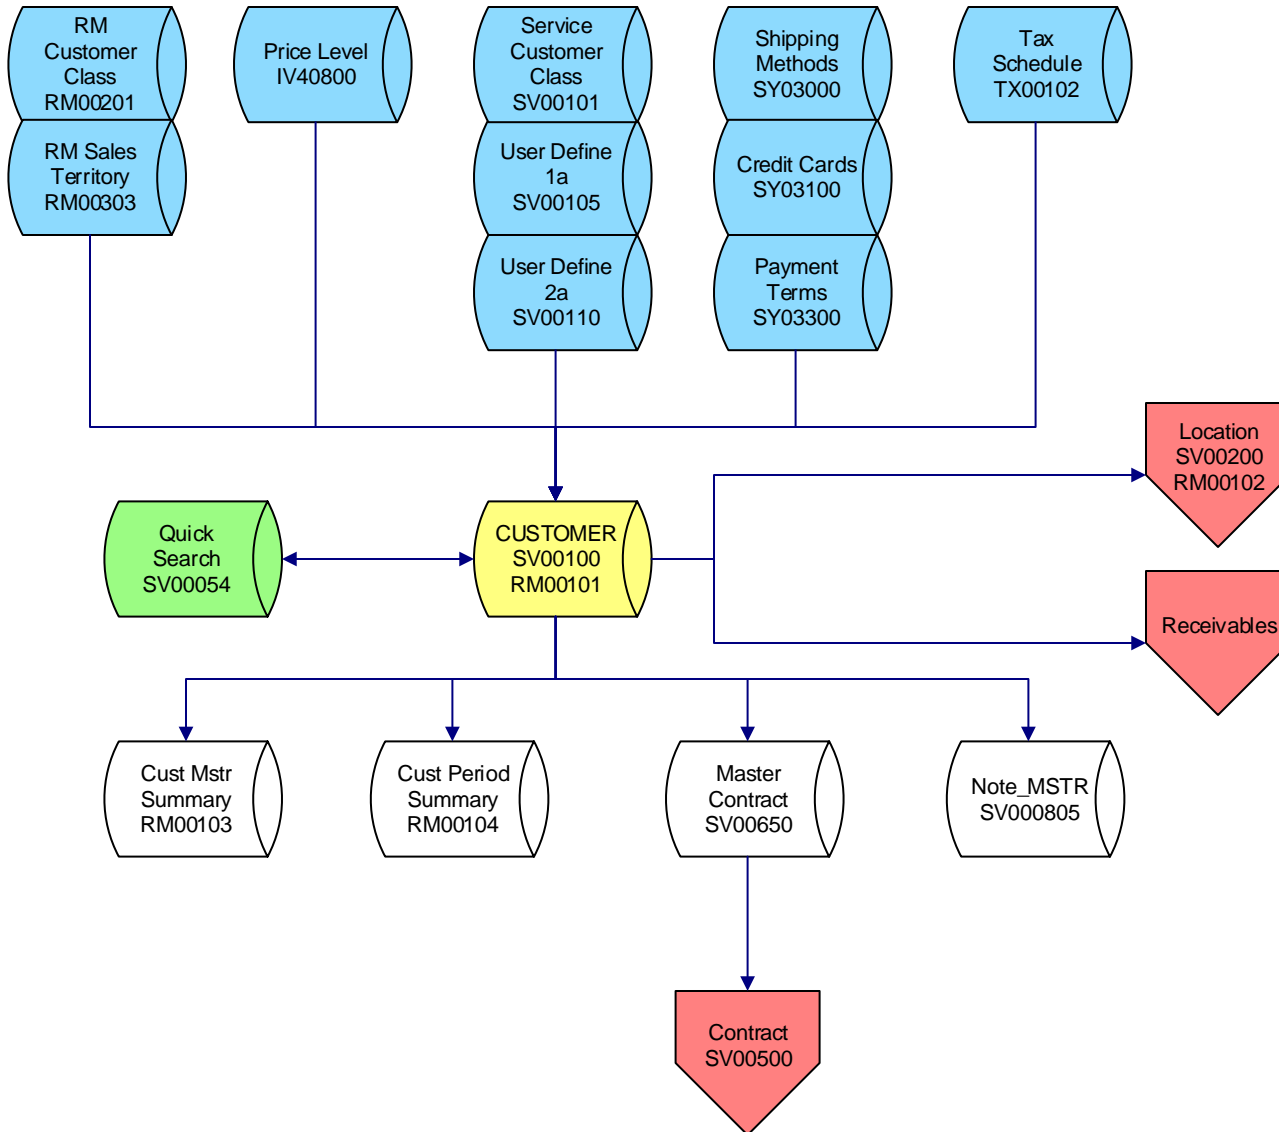 RM
Customer
Class
RM00201
Price Level
IV40800
Service
Customer
Class
SV00101
Shipping
Methods
SY03000
Tax
Schedule
TX00102
RM Sales
Territory
RM00303
User Define
1a
SV00105
Credit Cards
SY03100
User Define
2a
SV00110
Payment
Terms
SY03300
Location
SV00200
RM00102
Quick
Search
SV00054
CUSTOMER
SV00100
RM00101
Receivables
Cust Mstr
Summary
RM00103
Cust Period
Summary
RM00104
Master
Contract
SV00650
Note_MSTR
SV000805
Contract
SV00500